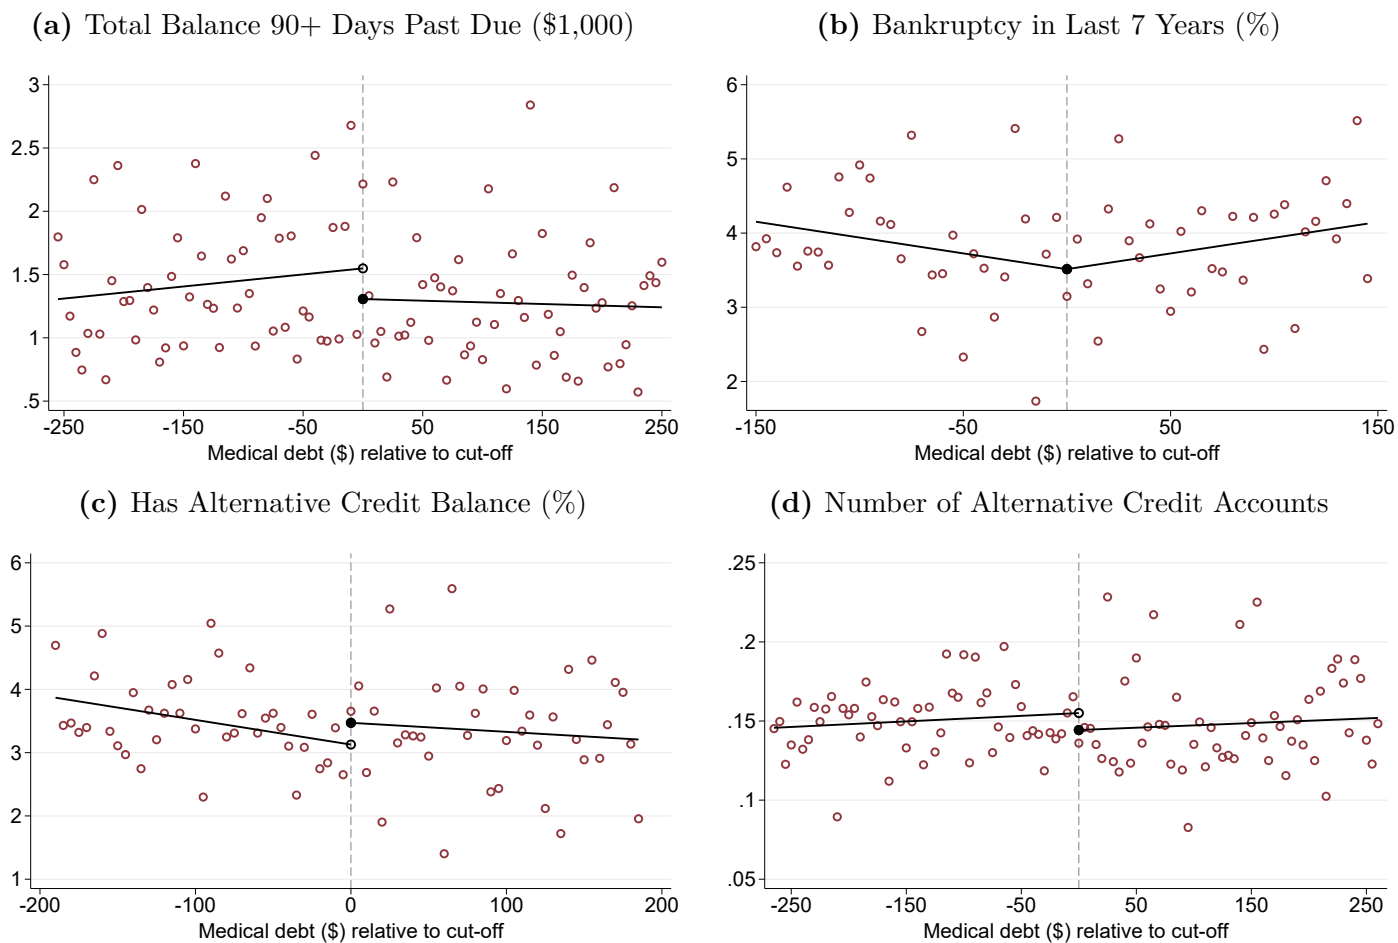 (a) Total Balance 90+ Days Past Due ($1,000)
3
2.5
2
1.5
1
.5
-250 -150 -50 50 150 250
Medical debt ($) relative to cut-off
(b) Bankruptcy in Last 7 Years (%)
6
5
4
3
2
-150 -50 50 150
Medical debt ($) relative to cut-off
(c) Has Alternative Credit Balance (%)
6
5
4
3
2
1
-200 -100 0 100 200
Medical debt ($) relative to cut-off
(d) Number of Alternative Credit Accounts
.25
.2
.15
.1
.05
-250 -150 -50 50 150 250
Medical debt ($) relative to cut-off